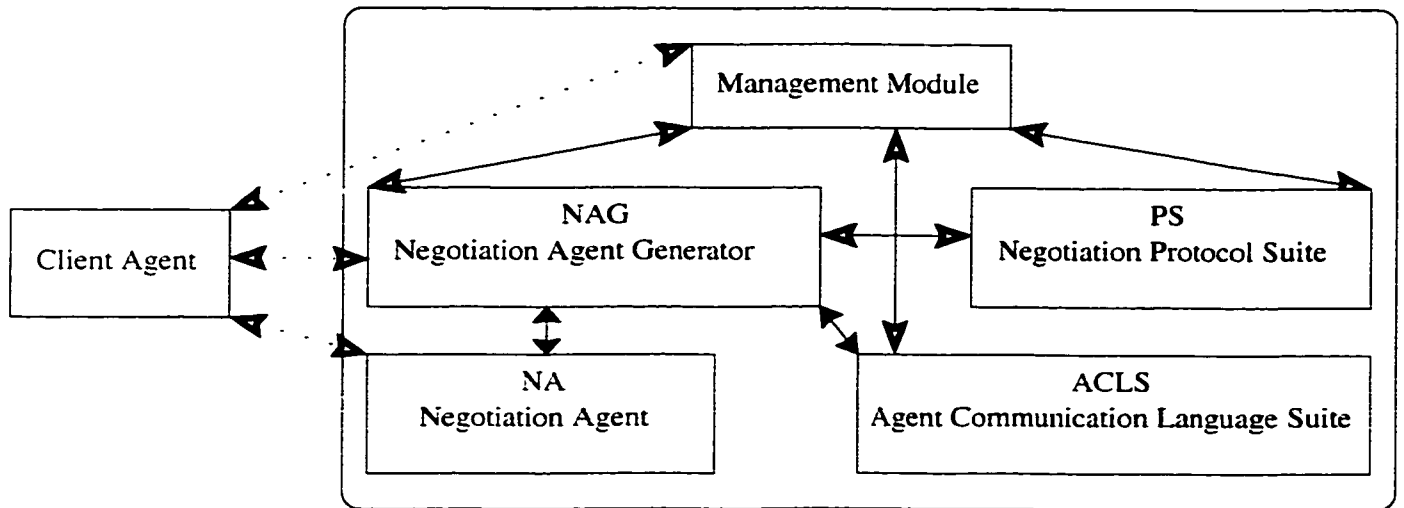 Management Module
NAG
Negotiation Agent Generator
PS
Negotiation Protocol Suite
Client Agent
NA
Negotiation Agent
ACLS
Agent Communication Language Suite